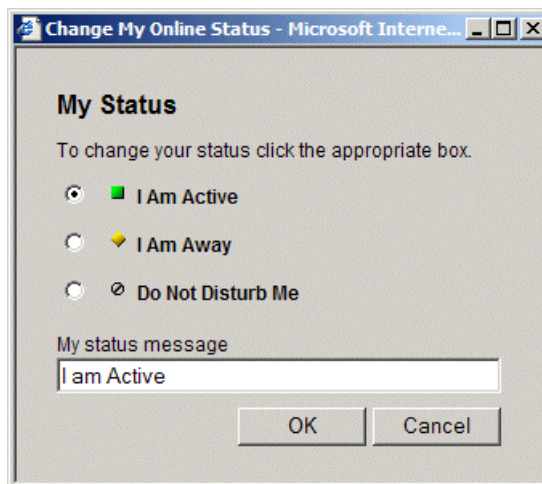 Change My Online Status - Microsoft Interne...
My Status
To change your status click the appropriate box.
I Am Active
I Am Away
Do Not Disturb Me
My status message
I am Active
OK Cancel